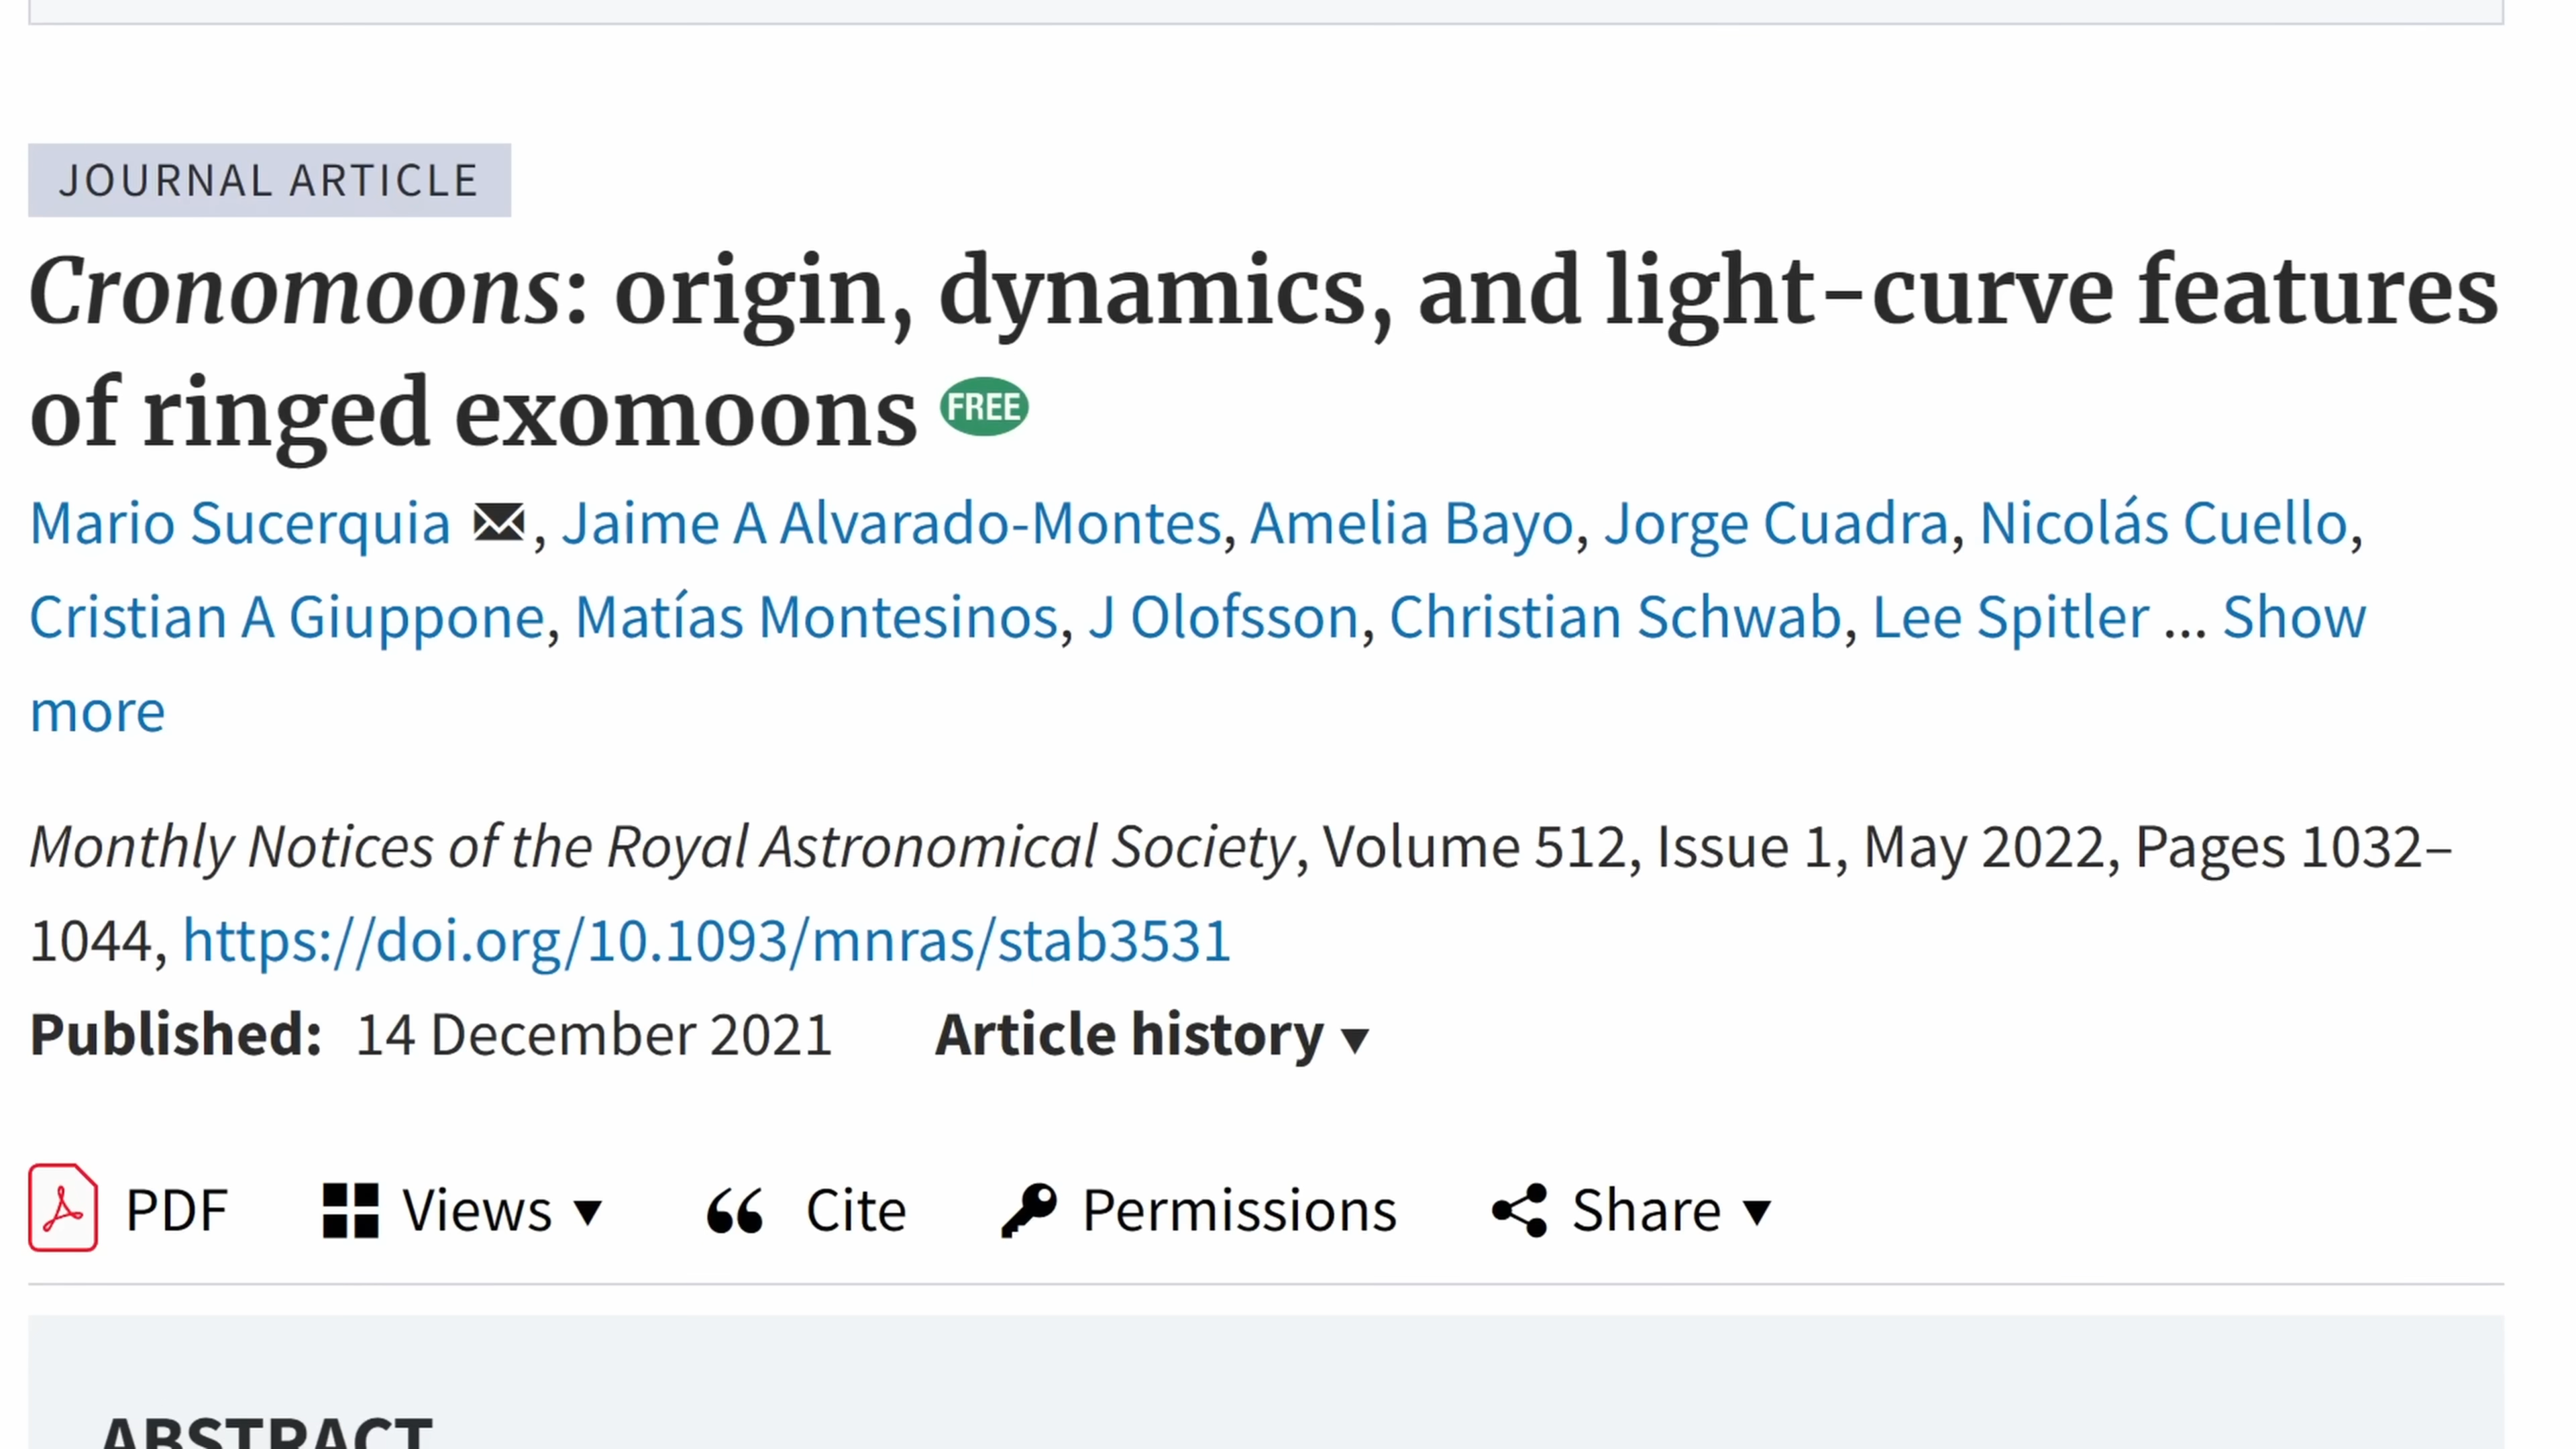 JOURNAL ARTICLE
Cronomoons: origin, dynamics, and light-curve features
of ringed exomoons FREE
Mario Sucerquia , Jaime A Alvarado-Montes, Amelia Bayo, Jorge Cuadra, Nicolás Cuello,
Cristian A Giuppone, Matías Montesinos, J Olofsson, Christian Schwab, Lee Spitler ... Show
more
Monthly Notices of the Royal Astronomical Society, Volume 512, Issue 1, May 2022, Pages 1032–
1044, https://doi.org/10.1093/mnras/stab3531
Published: 14 December 2021 Article history ▼
PDF Views ▼ Cite Permissions Share ▼
ABSTRACT